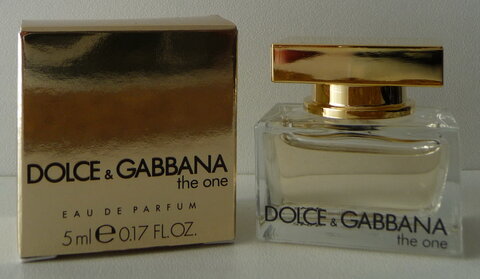 DOLCE & GABBANA
the one
EAU DE PARFUM
5 ml e 0.17 FL.OZ.
DOLCE & GABBANA
the one